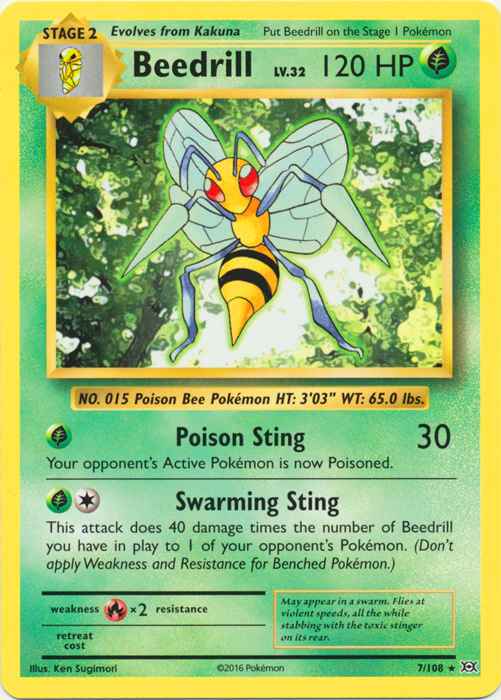 STAGE 2 Evolves from Kakuna Put Beedrill on the Stage 1 Pokémon
Beedrill LV.32 120 HP
NO. 015 Poison Bee Pokémon HT: 3'03" WT: 65.0 lbs.
Poison Sting 30
Your opponent's Active Pokémon is now Poisoned.
Swarming Sting
This attack does 40 damage times the number of Beedrill
you have in play to 1 of your opponent's Pokémon. (Don't
apply Weakness and Resistance for Benched Pokémon.)
weakness ×2 resistance
retreat
cost
May appear in a swarm. Flies at
violent speeds, all the while
stabbing with the toxic stinger
on its rear.
Illus. Ken Sugimori ©2016 Pokémon 7/108 ★